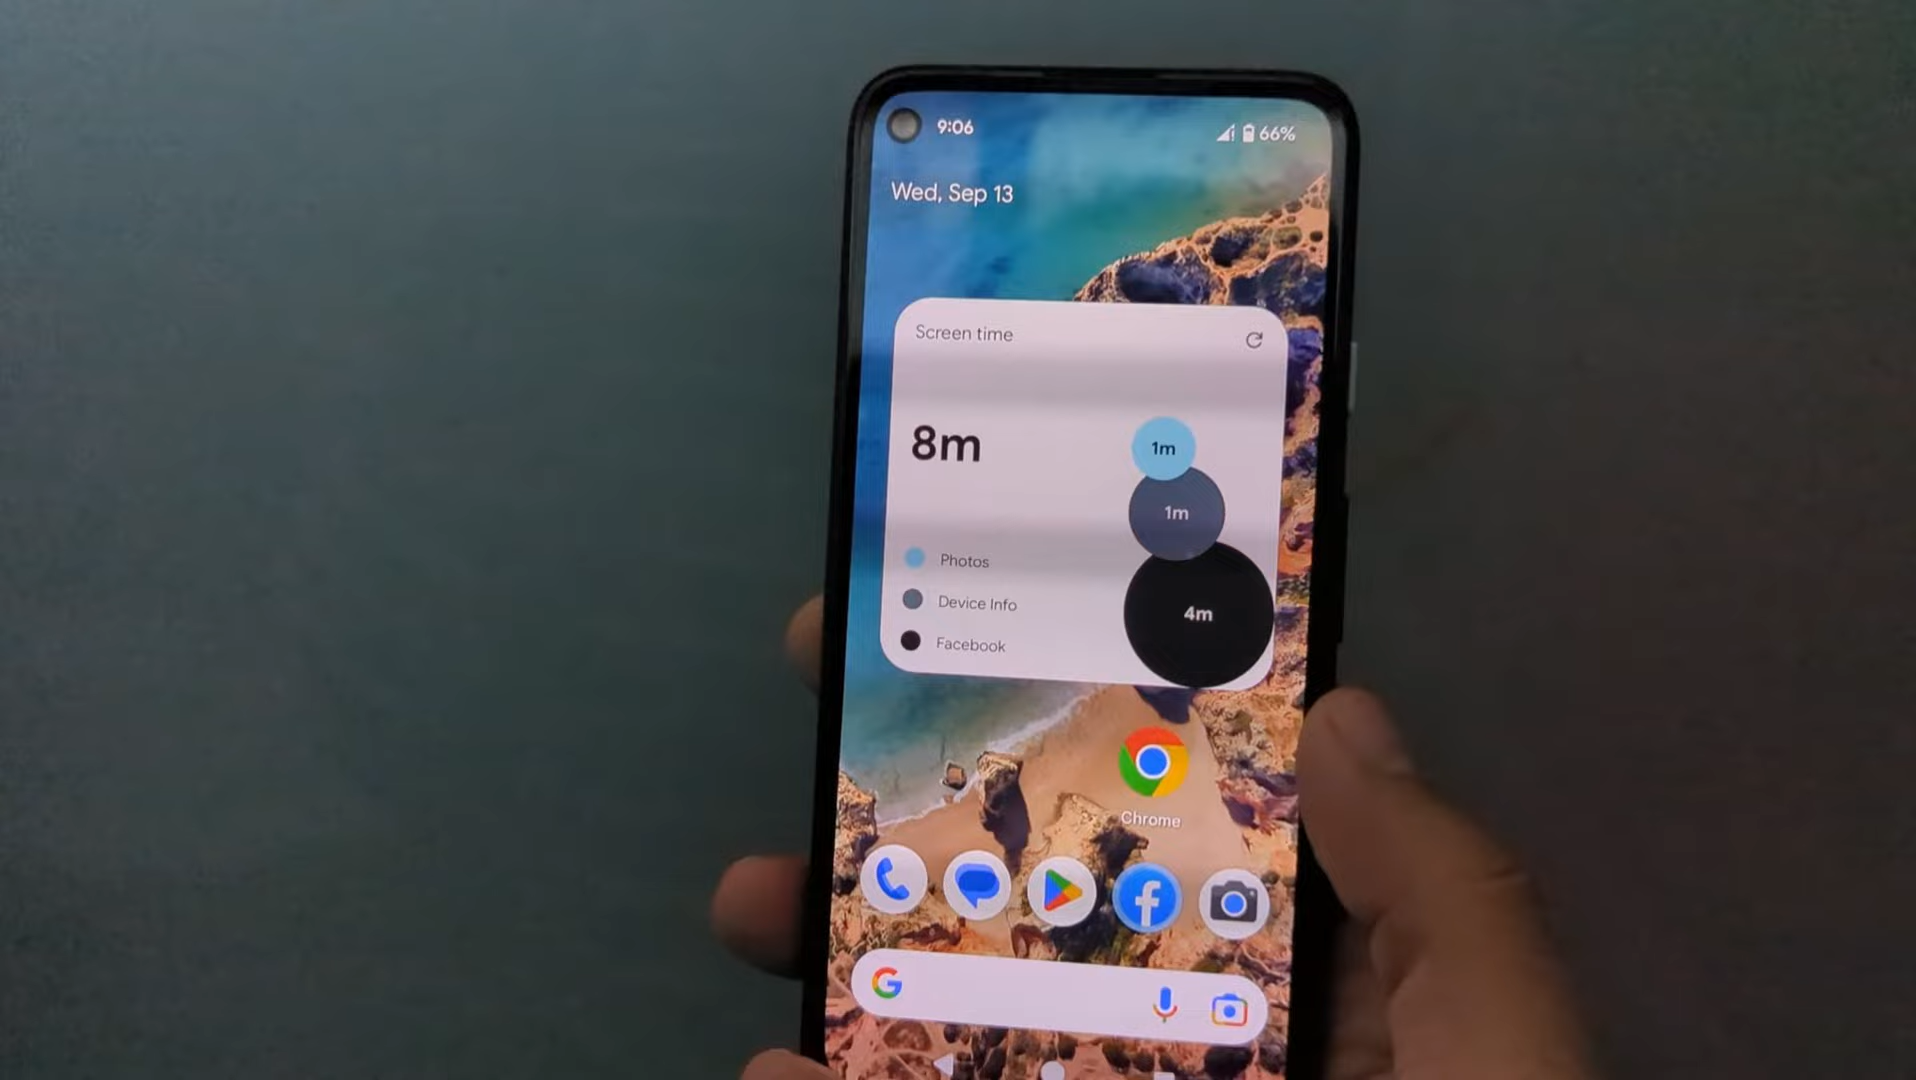 9:06
66%
Wed, Sep 13
Screen time
8m
1m
1m
4m
Photos
Device Info
Facebook
Chrome